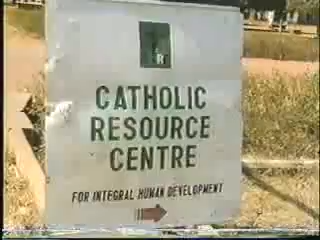 R
CATHOLIC
RESOURCE
CENTRE
FOR INTEGRAL HUMAN DEVELOPMENT